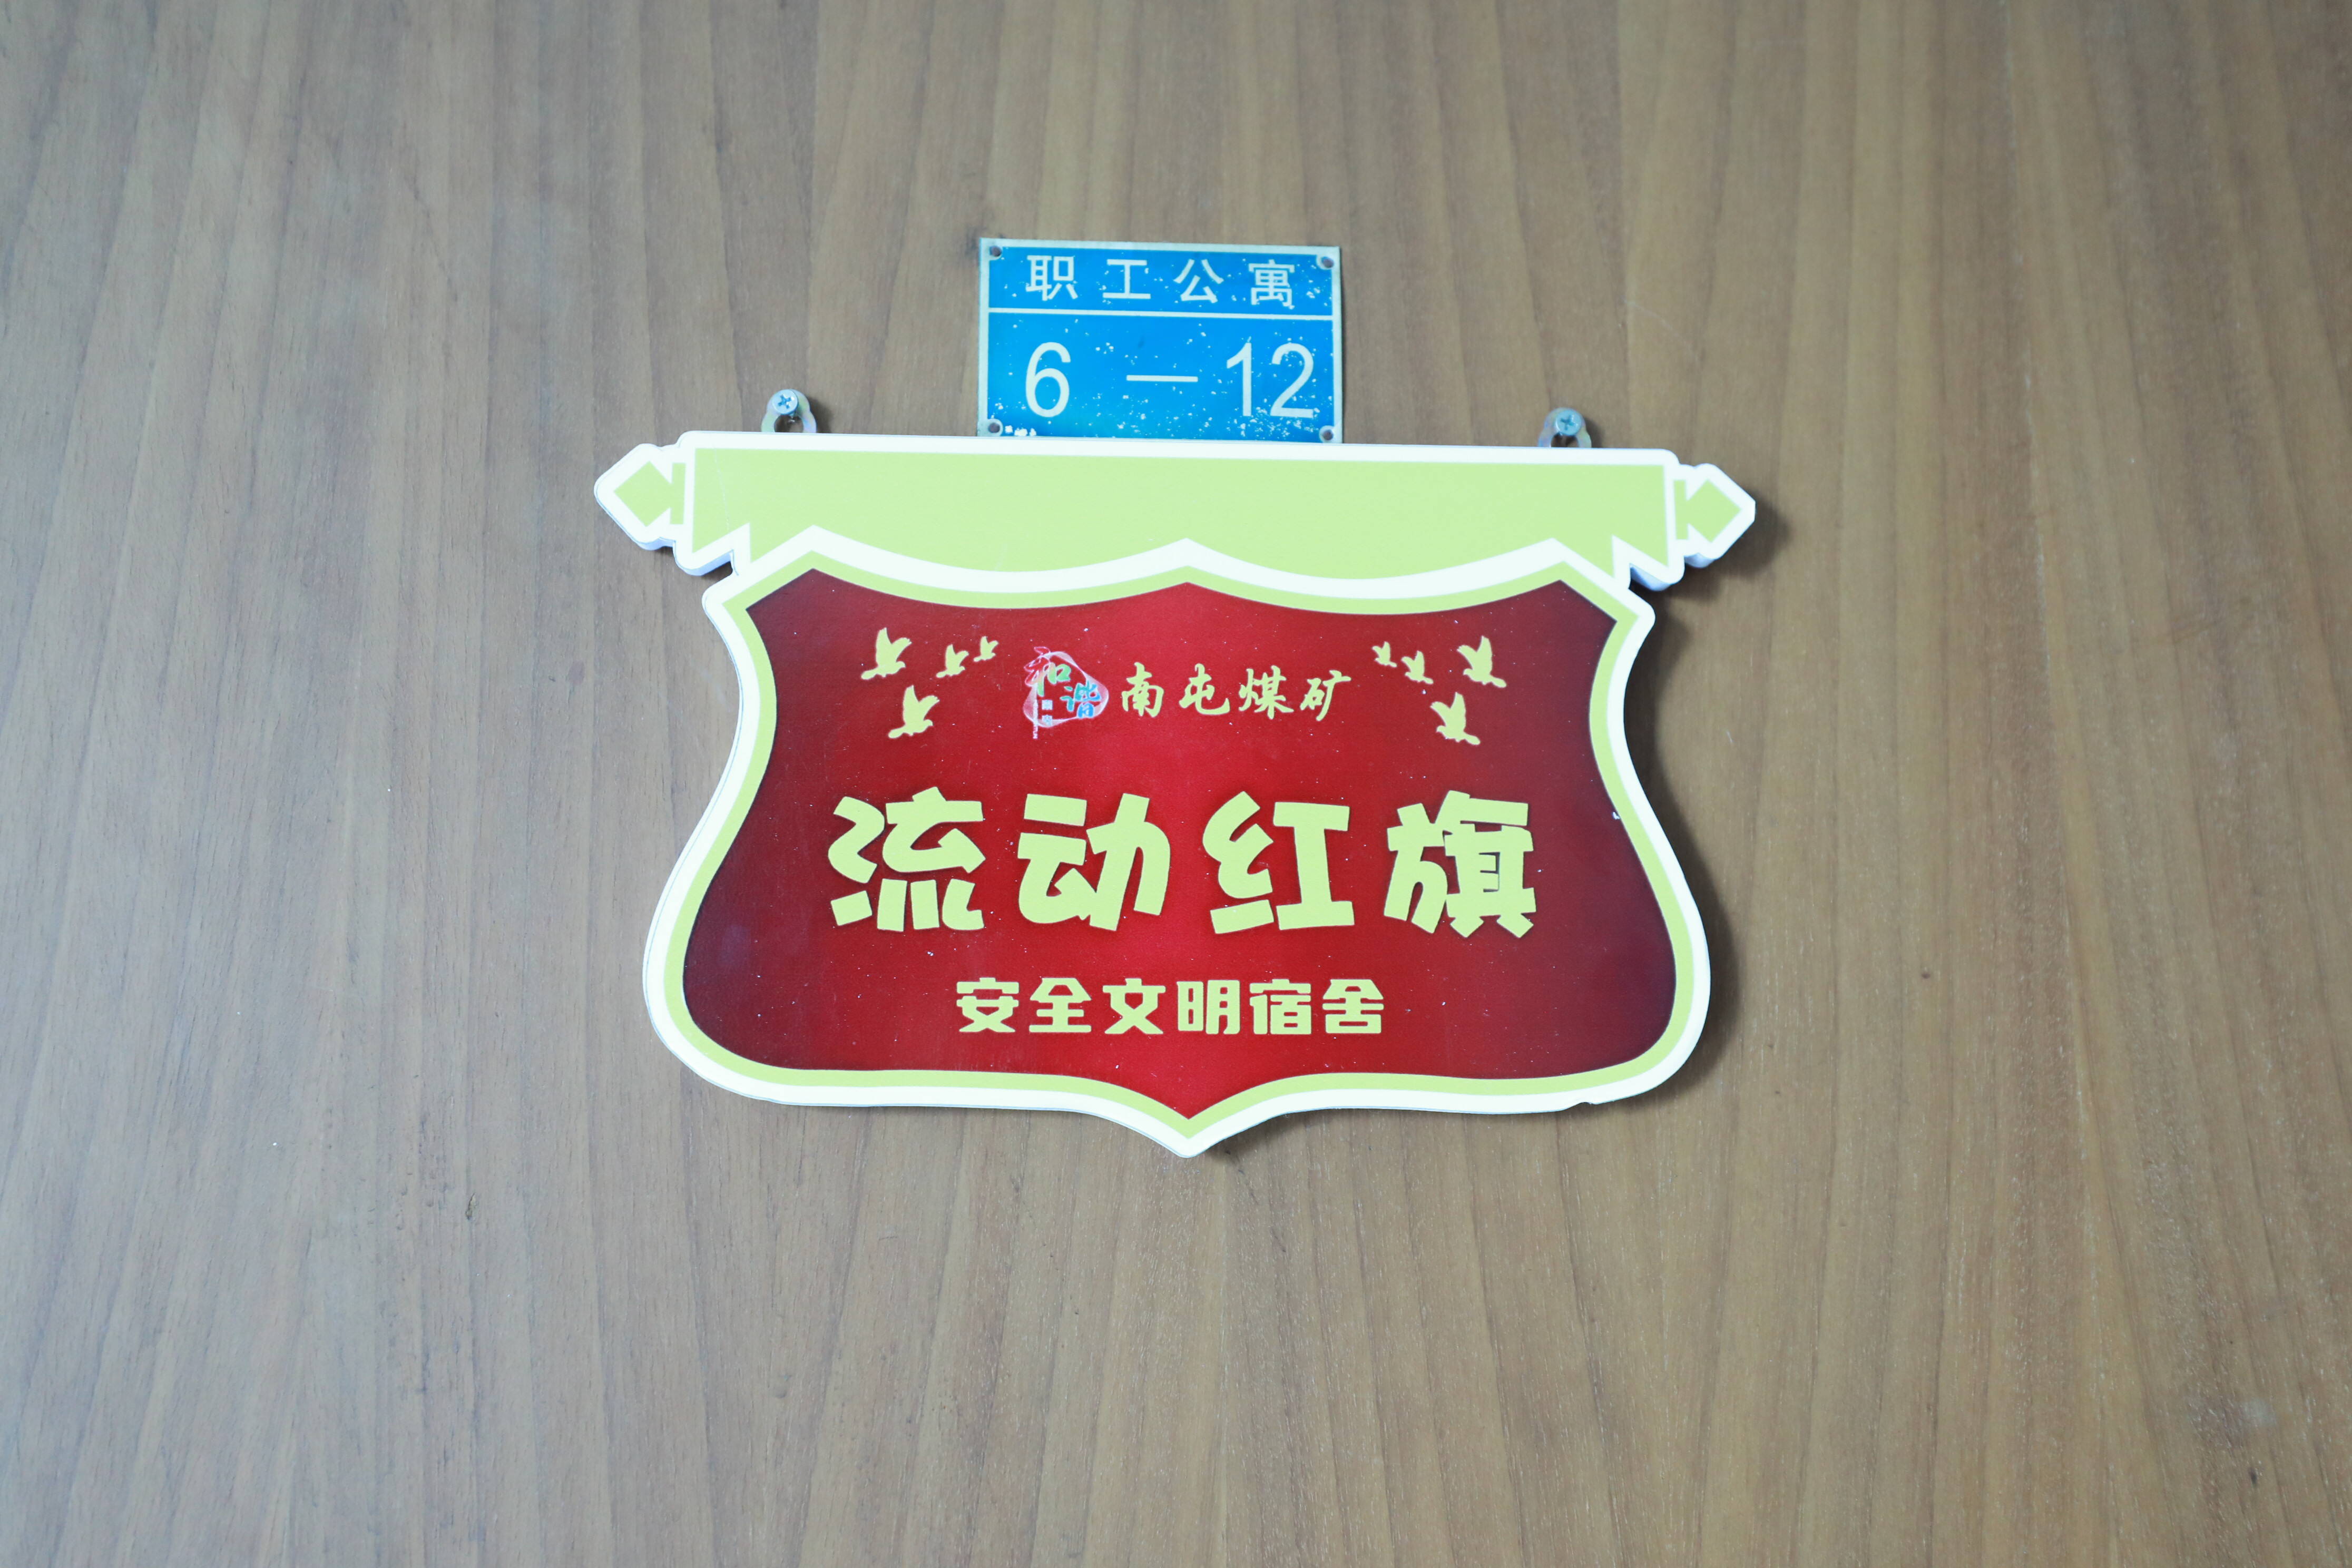 职工公寓
6—12
和谐
南屯煤矿
流动红旗
安全文明宿舍